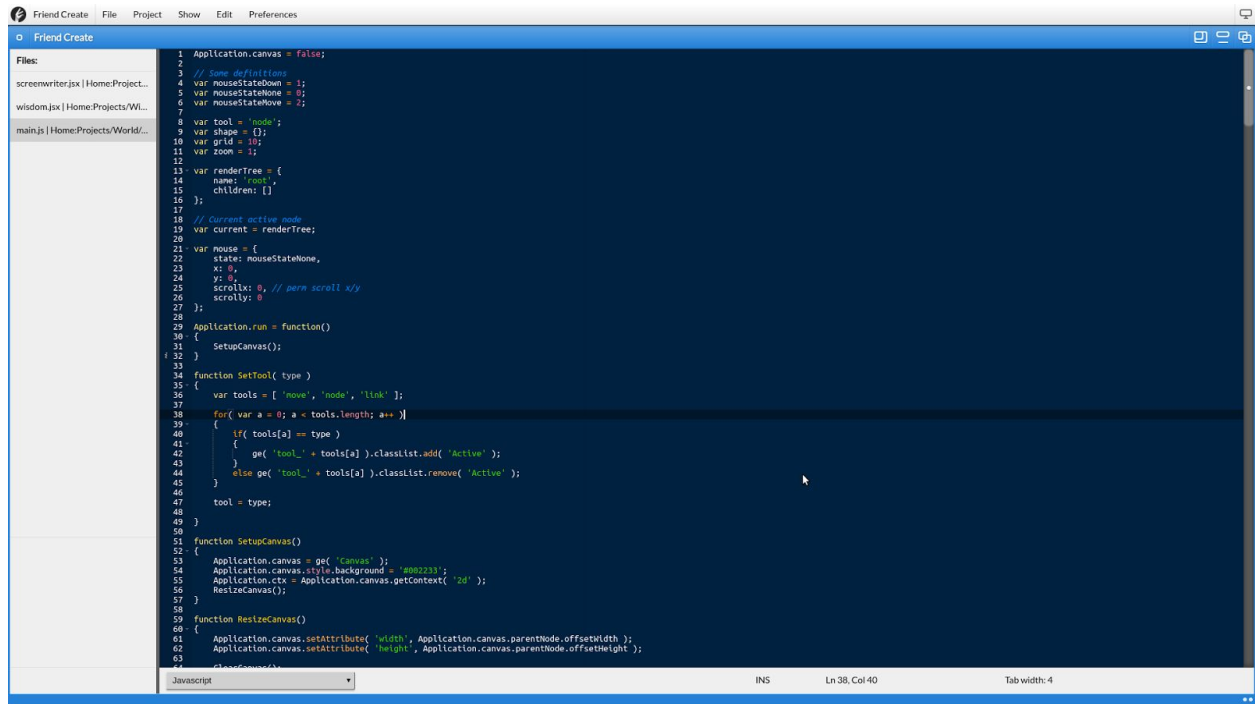 Friend Create File Project Show Edit Preferences
Friend Create
Files:
screenwriter.jsx | Home:Project...
wisdom.jsx | Home:Projects/Wi...
main.js | Home:Projects/World/...
1 Application.canvas = false;
2
3 // Some definitions
4 var mouseStateDown = 1;
5 var mouseStateNone = 0;
6 var mouseStateMove = 2;
7
8 var tool = 'node';
9 var shape = {};
10 var grid = 10;
11 var zoom = 1;
12
13 var renderTree = {
14     name: 'root',
15     children: []
16 };
17
18 // Current active node
19 var current = renderTree;
20
21 var mouse = {
22     state: mouseStateNone,
23     x: 0,
24     y: 0,
25     scrollx: 0, // perm scroll x/y
26     scrolly: 0
27 };
28
29 Application.run = function()
30 {
31     SetupCanvas();
i 32 }
33
34 function SetTool( type )
35 {
36     var tools = [ 'move', 'node', 'link' ];
37
38     for( var a = 0; a < tools.length; a++ )
39     {
40         if( tools[a] == type )
41         {
42             ge( 'tool_' + tools[a] ).classList.add( 'Active' );
43         }
44         else ge( 'tool_' + tools[a] ).classList.remove( 'Active' );
45     }
46
47     tool = type;
48
49 }
50
51 function SetupCanvas()
52 {
53     Application.canvas = ge( 'Canvas' );
54     Application.canvas.style.background = '#002233';
55     Application.ctx = Application.canvas.getContext( '2d' );
56     ResizeCanvas();
57 }
58
59 function ResizeCanvas()
60 {
61     Application.canvas.setAttribute( 'width', Application.canvas.parentNode.offsetWidth );
62     Application.canvas.setAttribute( 'height', Application.canvas.parentNode.offsetHeight );
63
64     ClearCanvas();
Javascript INS Ln 38, Col 40 Tab width: 4